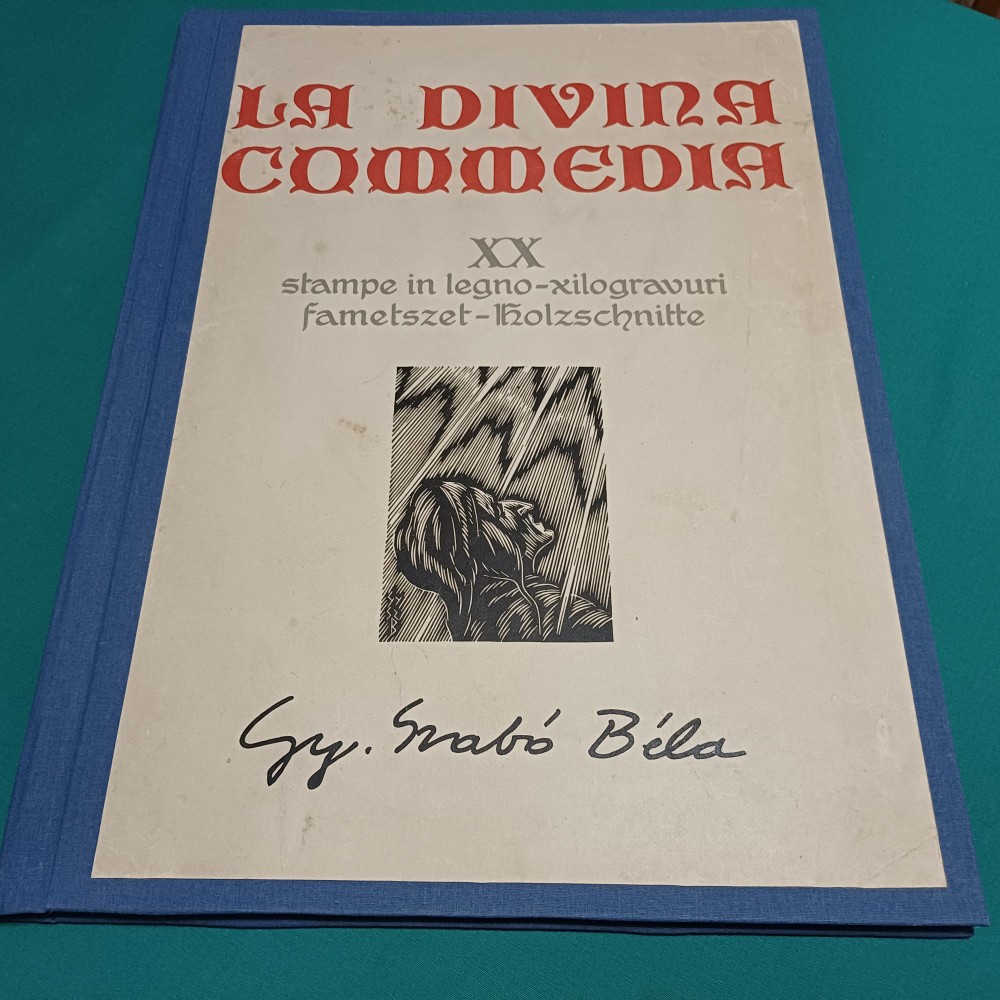 LA DIVINA
COMMEDIA
XX
stampe in legno-xilogravuri
fametszet-Holzschnitte
Gy. Szabó Béla